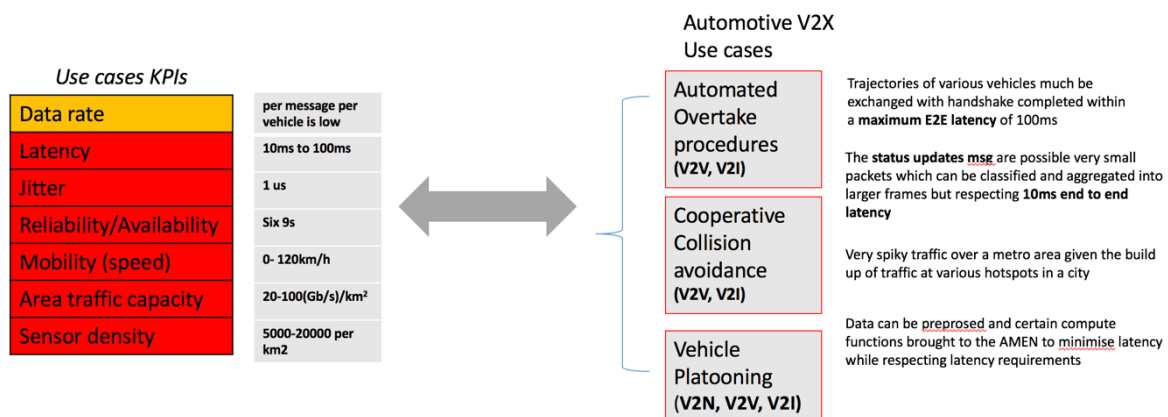 Use cases KPIs
Data rate
per message per
vehicle is low
Latency
10ms to 100ms
Jitter
1 us
Reliability/Availability
Six 9s
Mobility (speed)
0- 120km/h
Area traffic capacity
20-100(Gb/s)/km²
Sensor density
5000-20000 per
km2
Automotive V2X
Use cases
Automated
Overtake
procedures
(V2V, V2I)
Cooperative
Collision
avoidance
(V2V, V2I)
Vehicle
Platooning
(V2N, V2V, V2I)
Trajectories of various vehicles much be
exchanged with handshake completed within
a maximum E2E latency of 100ms
The status updates msg are possible very small
packets which can be classified and aggregated into
larger frames but respecting 10ms end to end
latency
Very spiky traffic over a metro area given the build
up of traffic at various hotspots in a city
Data can be preprosed and certain compute
functions brought to the AMEN to minimise latency
while respecting latency requirements